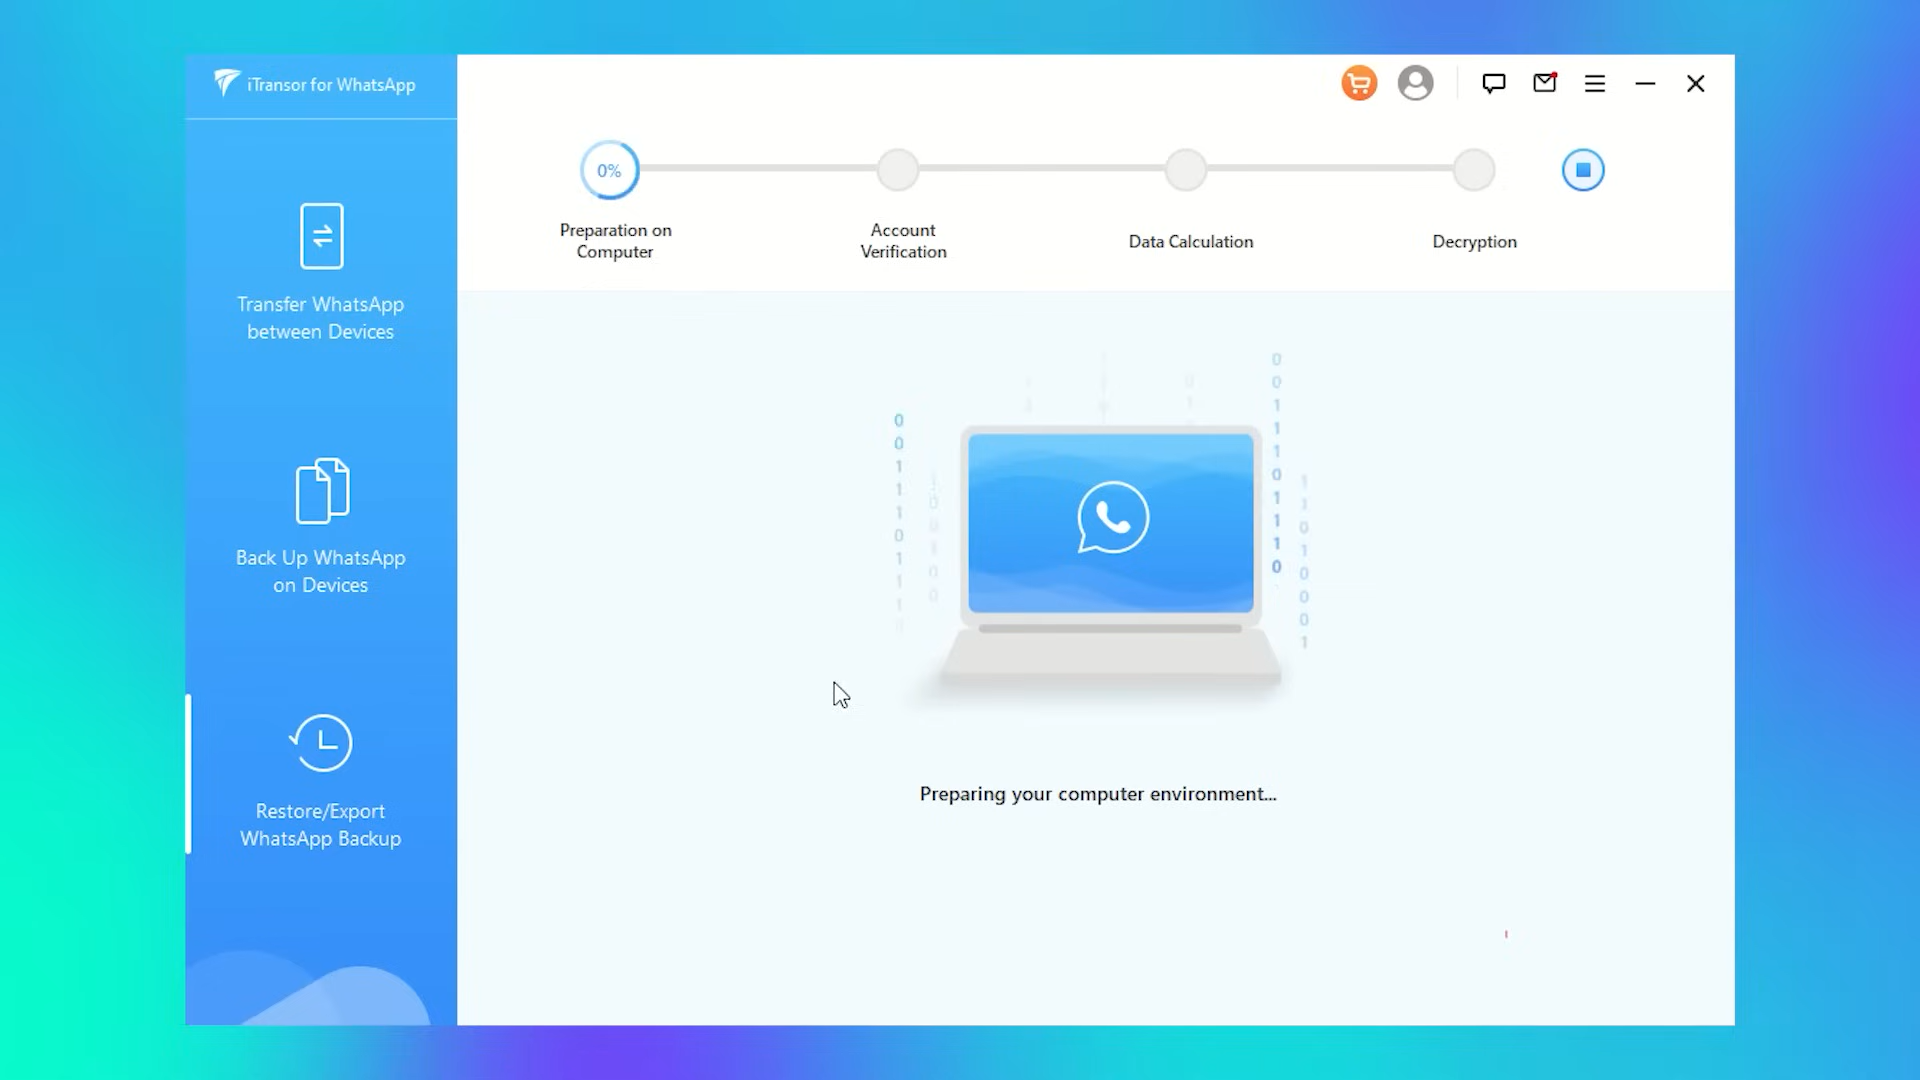 iTransor for WhatsApp
0%
Preparation on
Computer
Account
Verification
Data Calculation
Decryption
Transfer WhatsApp
between Devices
Back Up WhatsApp
on Devices
Restore/Export
WhatsApp Backup
Preparing your computer environment...